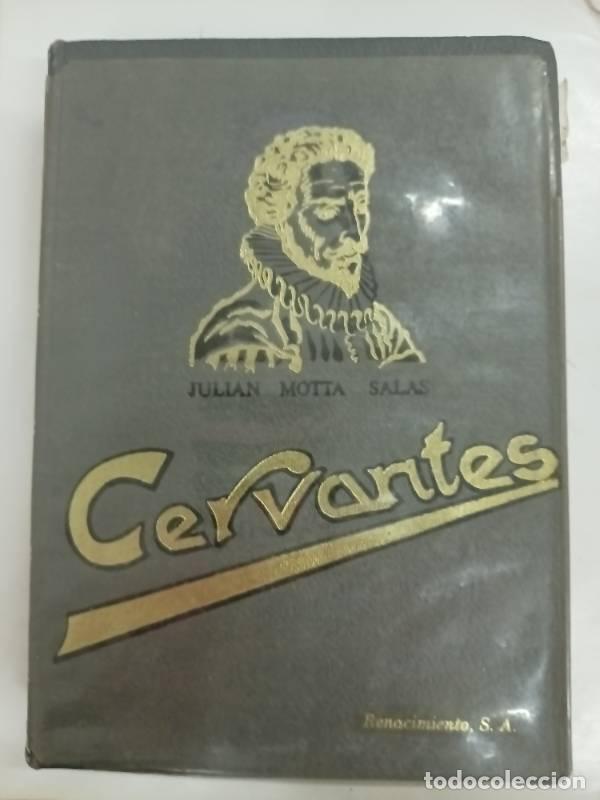 JULIAN MOTTA SALAS
Cervantes
Renacimiento, S. A.
todocoleccion